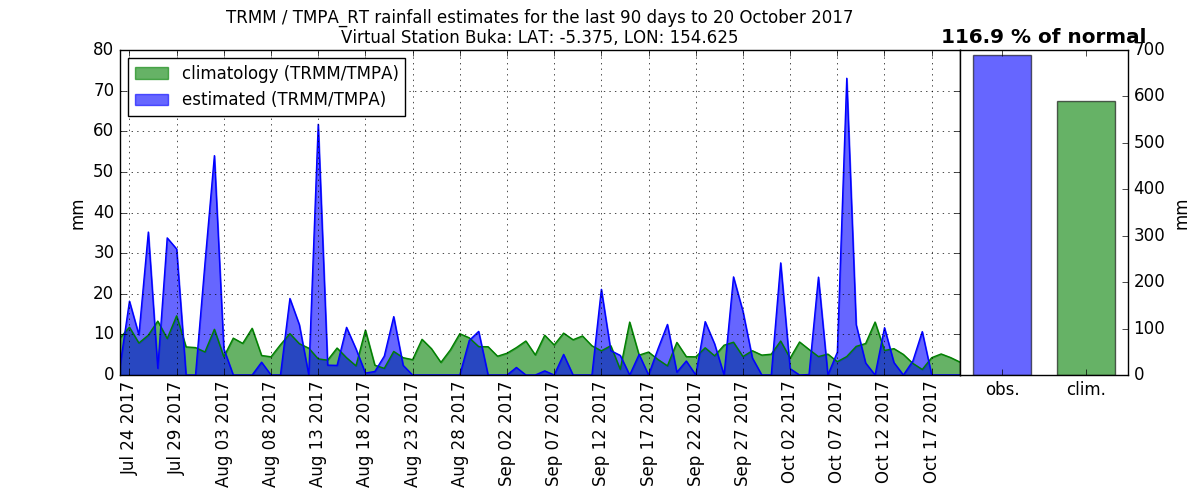 TRMM / TMPA_RT rainfall estimates for the last 90 days to 20 October 2017
Virtual Station Buka: LAT: -5.375, LON: 154.625
116.9 % of normal
climatology (TRMM/TMPA)
estimated (TRMM/TMPA)
mm
80
70
60
50
40
30
20
10
0
Jul 24 2017
Jul 29 2017
Aug 03 2017
Aug 08 2017
Aug 13 2017
Aug 18 2017
Aug 23 2017
Aug 28 2017
Sep 02 2017
Sep 07 2017
Sep 12 2017
Sep 17 2017
Sep 22 2017
Sep 27 2017
Oct 02 2017
Oct 07 2017
Oct 12 2017
Oct 17 2017
obs.
clim.
700
600
500
400
300
200
100
0
mm